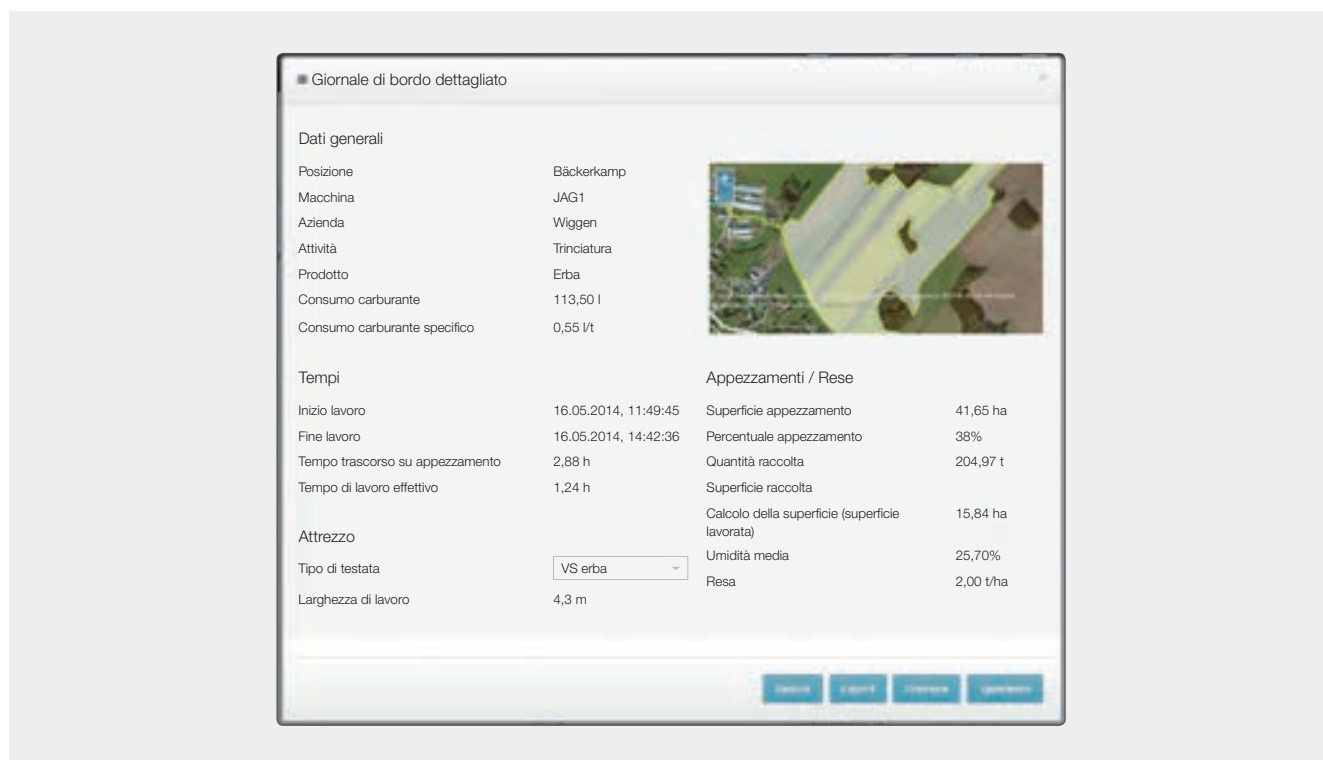 Giornale di bordo dettagliato
Dati generali
Posizione Bäckerkamp
Macchina JAG1
Azienda Wiggen
Attività Trinciatura
Prodotto Erba
Consumo carburante 113,50 l
Consumo carburante specifico 0,55 l/t
Tempi
Inizio lavoro 16.05.2014, 11:49:45
Fine lavoro 16.05.2014, 14:42:36
Tempo trascorso su appezzamento 2,88 h
Tempo di lavoro effettivo 1,24 h
Attrezzo
Tipo di testata VS erba
Larghezza di lavoro 4,3 m
Appezzamenti / Rese
Superficie appezzamento 41,65 ha
Percentuale appezzamento 38%
Quantità raccolta 204,97 t
Superficie raccolta
Calcolo della superficie (superficie 15,84 ha
lavorata)
Umidità media 25,70%
Resa 2,00 t/ha